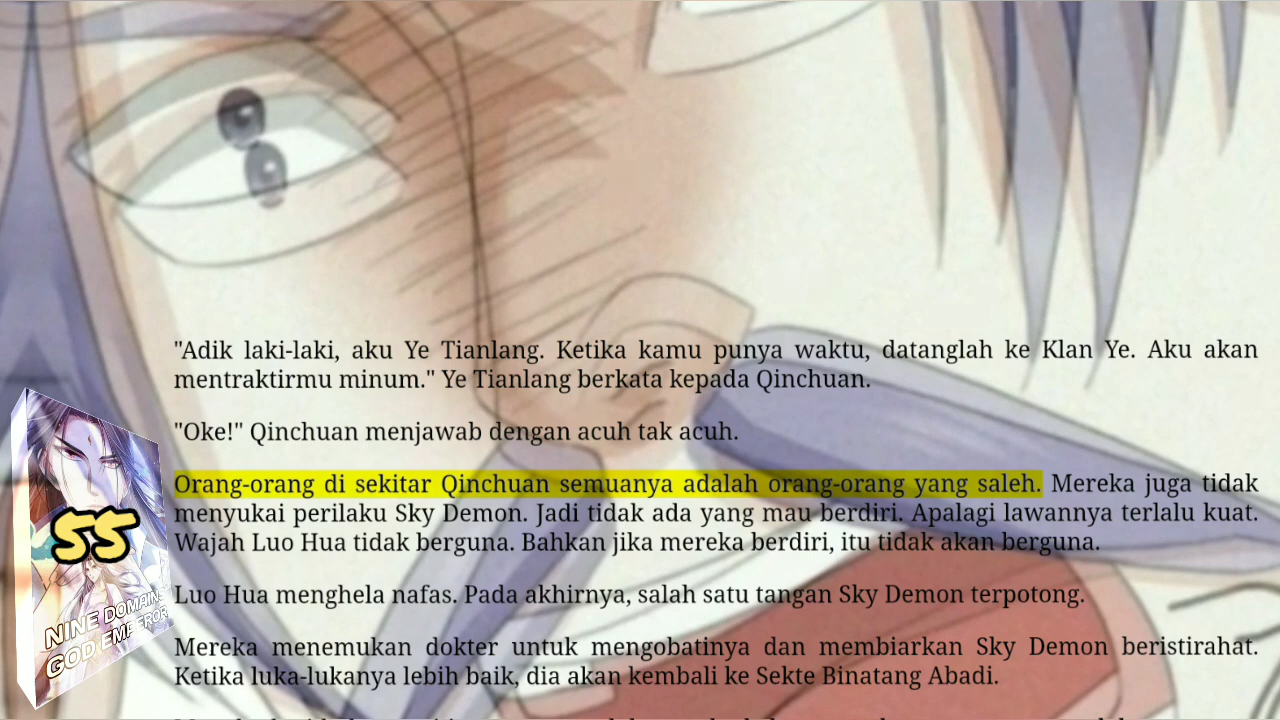 "Adik laki-laki, aku Ye Tianlang. Ketika kamu punya waktu, datanglah ke Klan Ye. Aku akan
mentraktirmu minum." Ye Tianlang berkata kepada Qinchuan.
"Oke!" Qinchuan menjawab dengan acuh tak acuh.
Orang-orang di sekitar Qinchuan semuanya adalah orang-orang yang saleh. Mereka juga tidak
menyukai perilaku Sky Demon. Jadi tidak ada yang mau berdiri. Apalagi lawannya terlalu kuat.
Wajah Luo Hua tidak berguna. Bahkan jika mereka berdiri, itu tidak akan berguna.
Luo Hua menghela nafas. Pada akhirnya, salah satu tangan Sky Demon terpotong.
Mereka menemukan dokter untuk mengobatinya dan membiarkan Sky Demon beristirahat.
Ketika luka-lukanya lebih baik, dia akan kembali ke Sekte Binatang Abadi.
SS
NINE DOMAINS
GOD EMPEROR